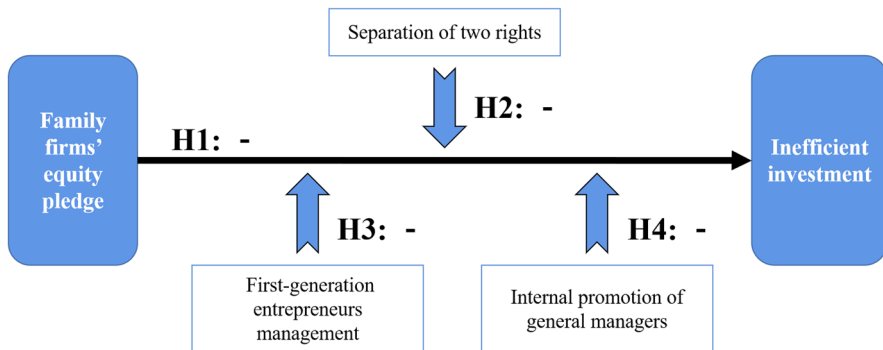 Separation of two rights
Family
firms’
equity
pledge
H1: -
H2: -
Inefficient
investment
H3: -
H4: -
First-generation
entrepreneurs
management
Internal promotion of
general managers